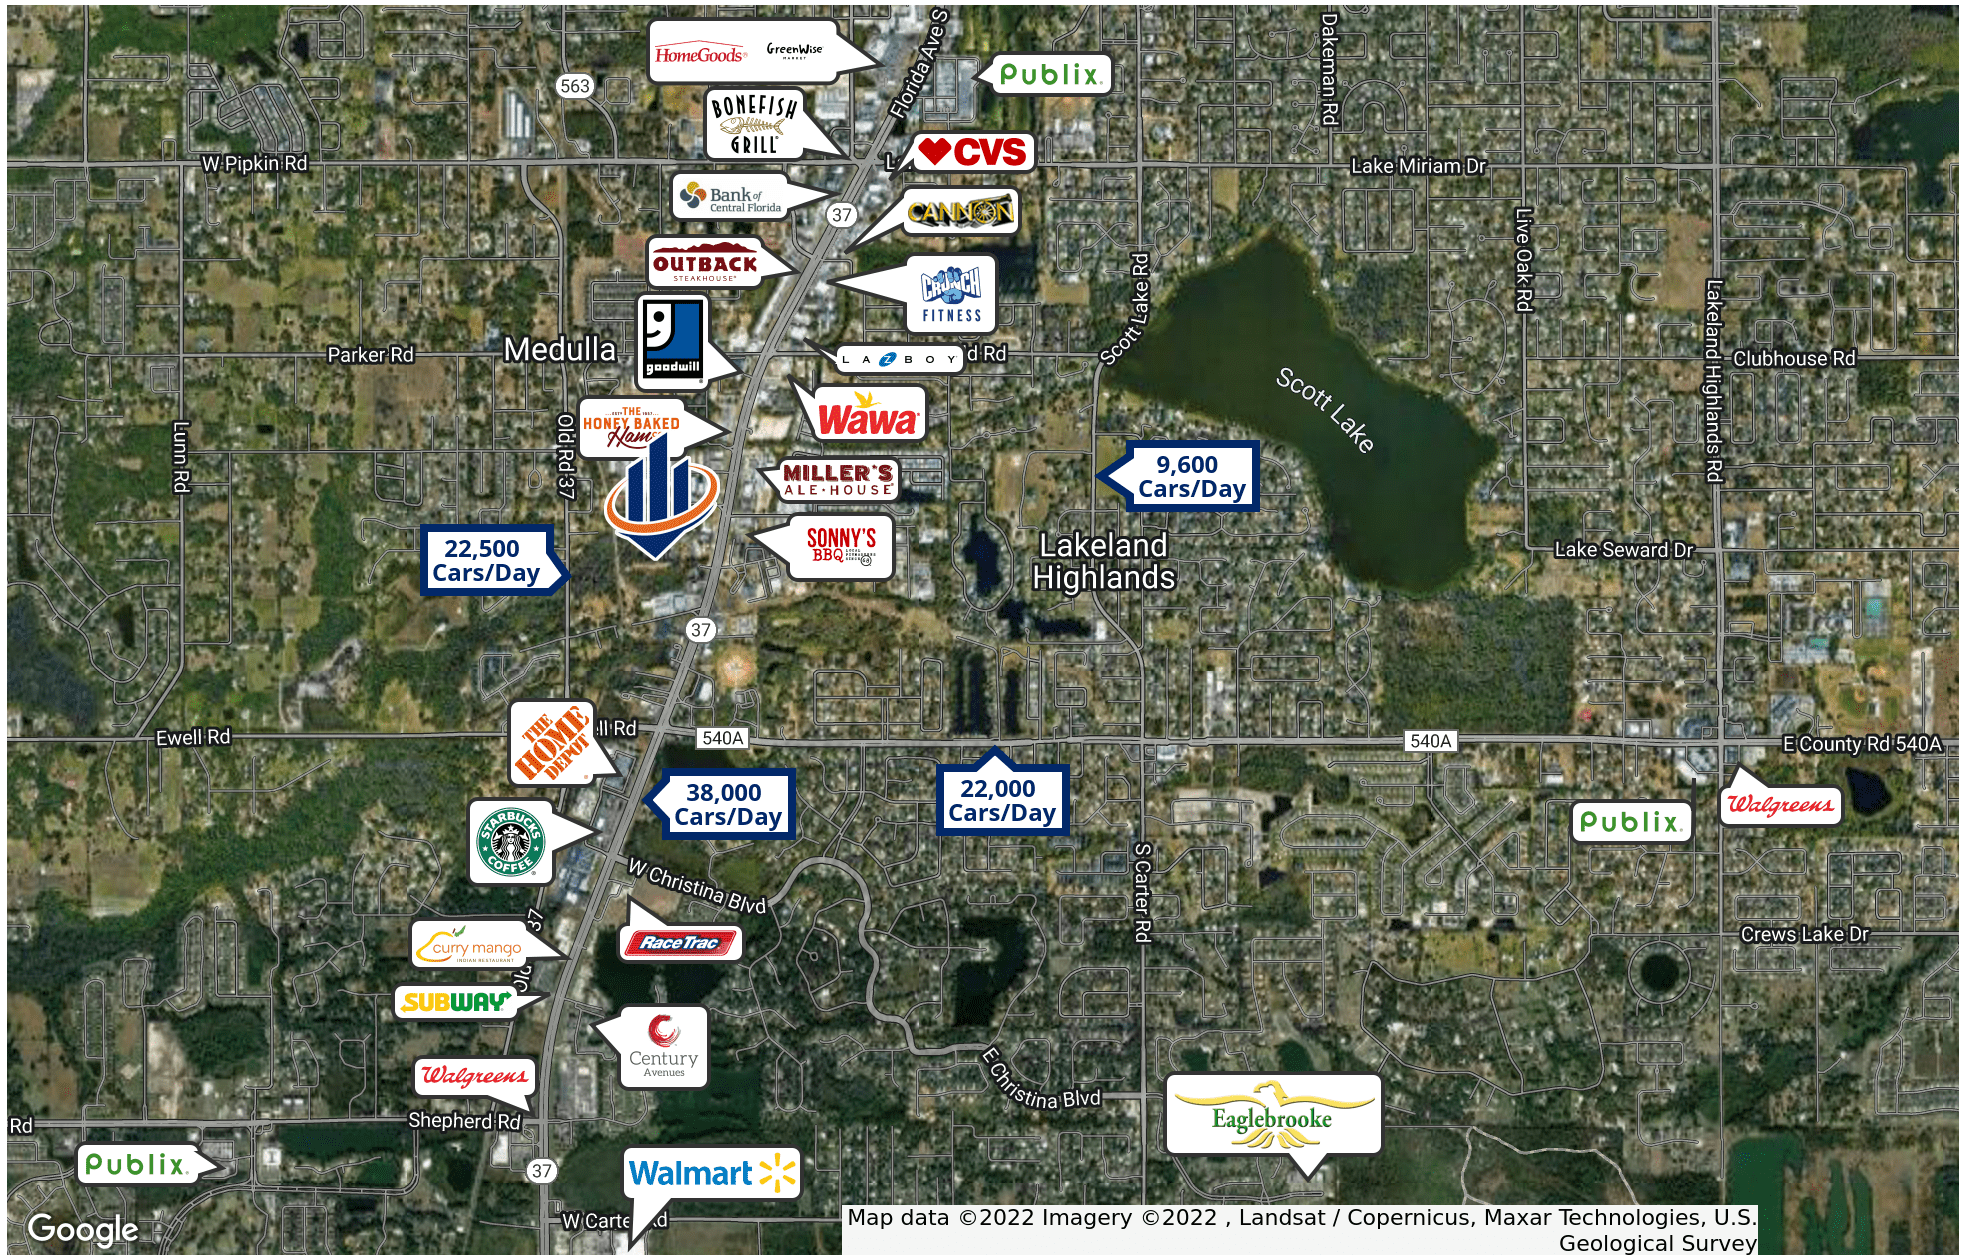 Florida Ave S
HomeGoods
GreenWise
MARKET
Publix
Dakeman Rd
563
BONEFISH
GRILL
CVS
W Pipkin Rd
Lake Miriam Dr
Bank of
Central Florida
37
CANNON
OUTBACK
STEAKHOUSE
CRUNCH
FITNESS
Scott Lake Rd
Live Oak Rd
Lakeland Highlands Rd
goodwill
Medulla
Parker Rd
LAZBOY
d Rd
Clubhouse Rd
Scott Lake
Wawa
THE
HONEY BAKED
Ham
Old Rd 37
Lunn Rd
MILLER'S
ALE·HOUSE
9,600
Cars/Day
22,500
Cars/Day
SONNY'S
BBQ
Lakeland
Highlands
Lake Seward Dr
37
THE
HOME
DEPOT
ll Rd
Ewell Rd
540A
540A
E County Rd 540A
38,000
Cars/Day
22,000
Cars/Day
Publix
Walgreens
STARBUCKS
COFFEE
W Christina Blvd
S Carter Rd
Old
37
curry mango
INDIAN RESTAURANT
RaceTrac
Crews Lake Dr
SUBWAY
Century
Avenues
Walgreens
E Christina Blvd
Eaglebrooke
Rd
Shepherd Rd
Publix
37
Walmart
W Carte
Rd
Google
Map data ©2022 Imagery ©2022 , Landsat / Copernicus, Maxar Technologies, U.S.
Geological Survey